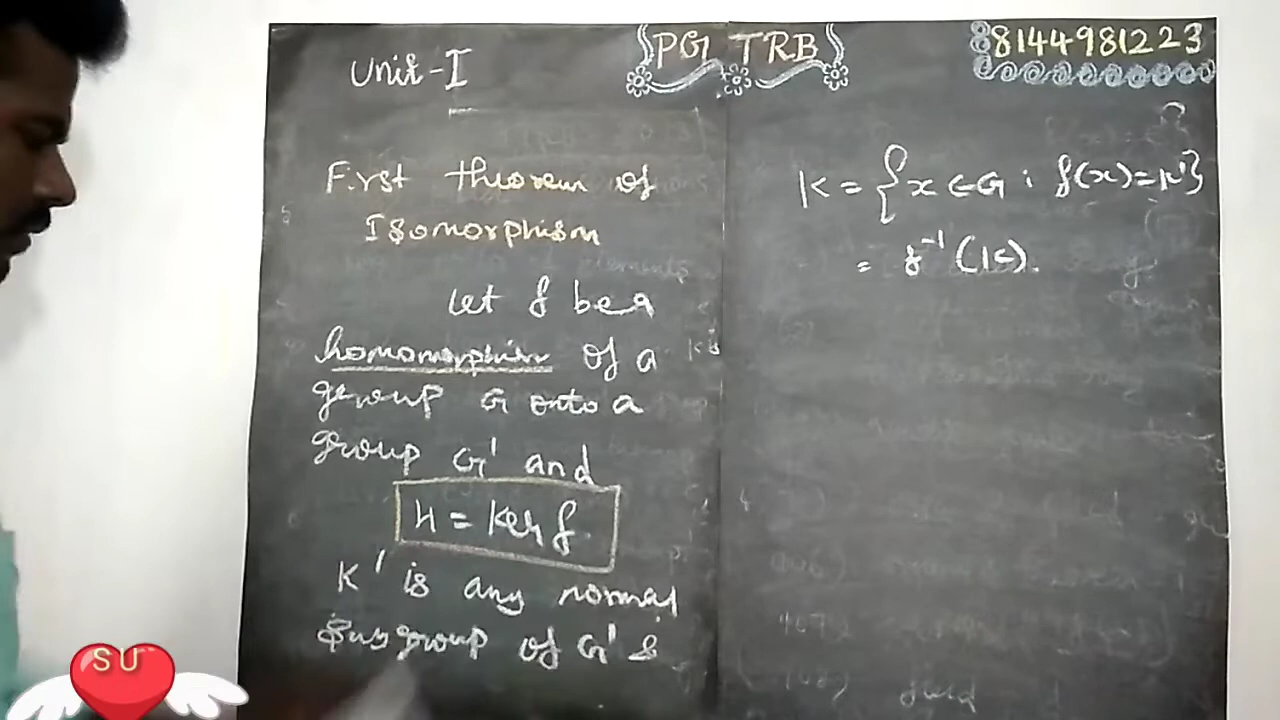 Unit-I
PG TRB
8144981223
First theorem of
Isomorphism
Let f be a
homomorphism of a
group G onto a
group G' and
H = Ker f
K' is any normal
Subgroup of G' &
K = { x ∈ G : f(x) = K' }
= f⁻¹(K).
SU